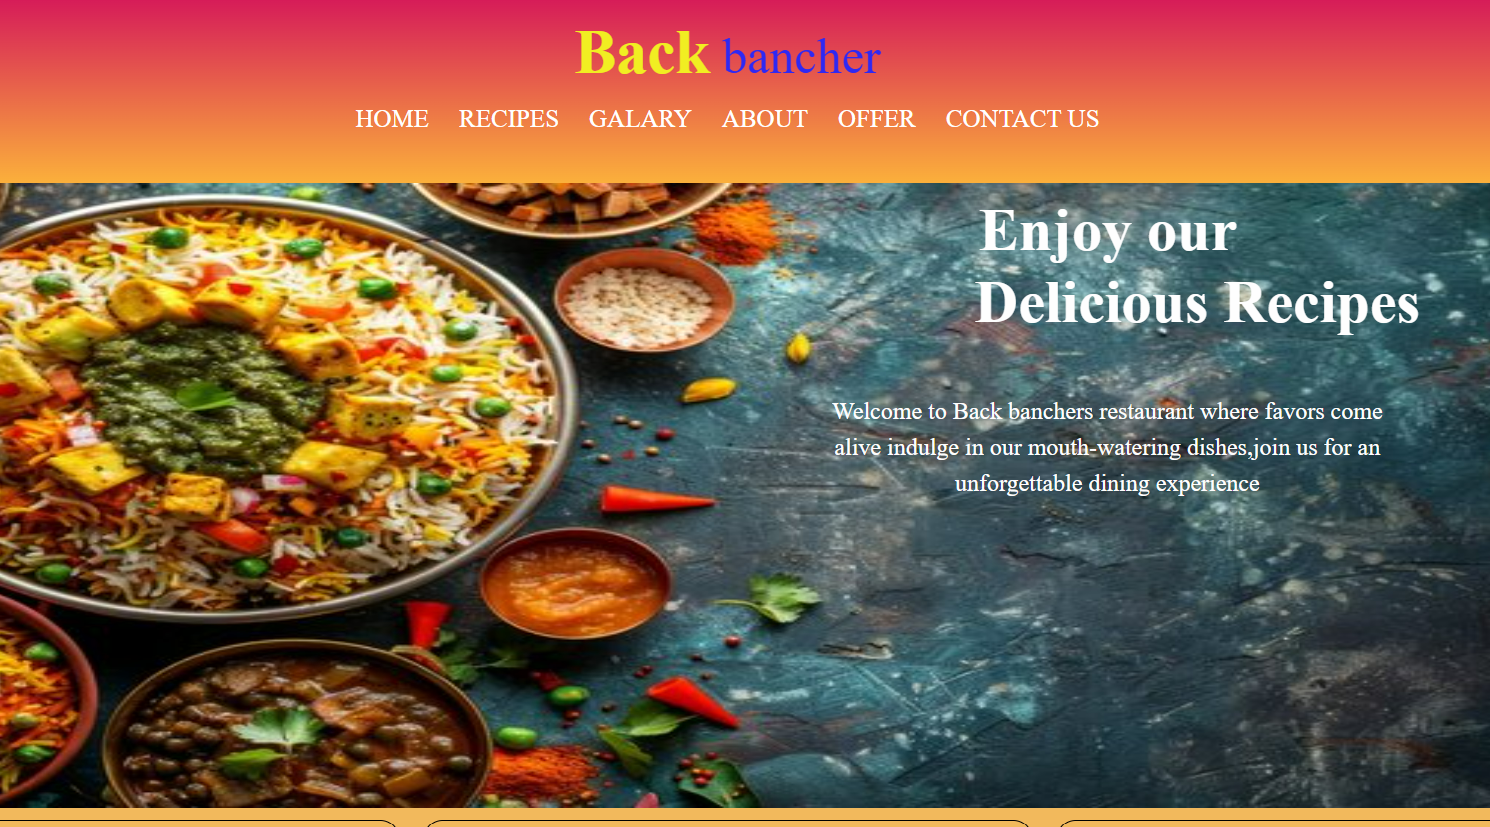 Back bancher
HOME RECIPES GALARY ABOUT OFFER CONTACT US
Enjoy our
Delicious Recipes
Welcome to Back banchers restaurant where favors come
alive indulge in our mouth-watering dishes,join us for an
unforgettable dining experience